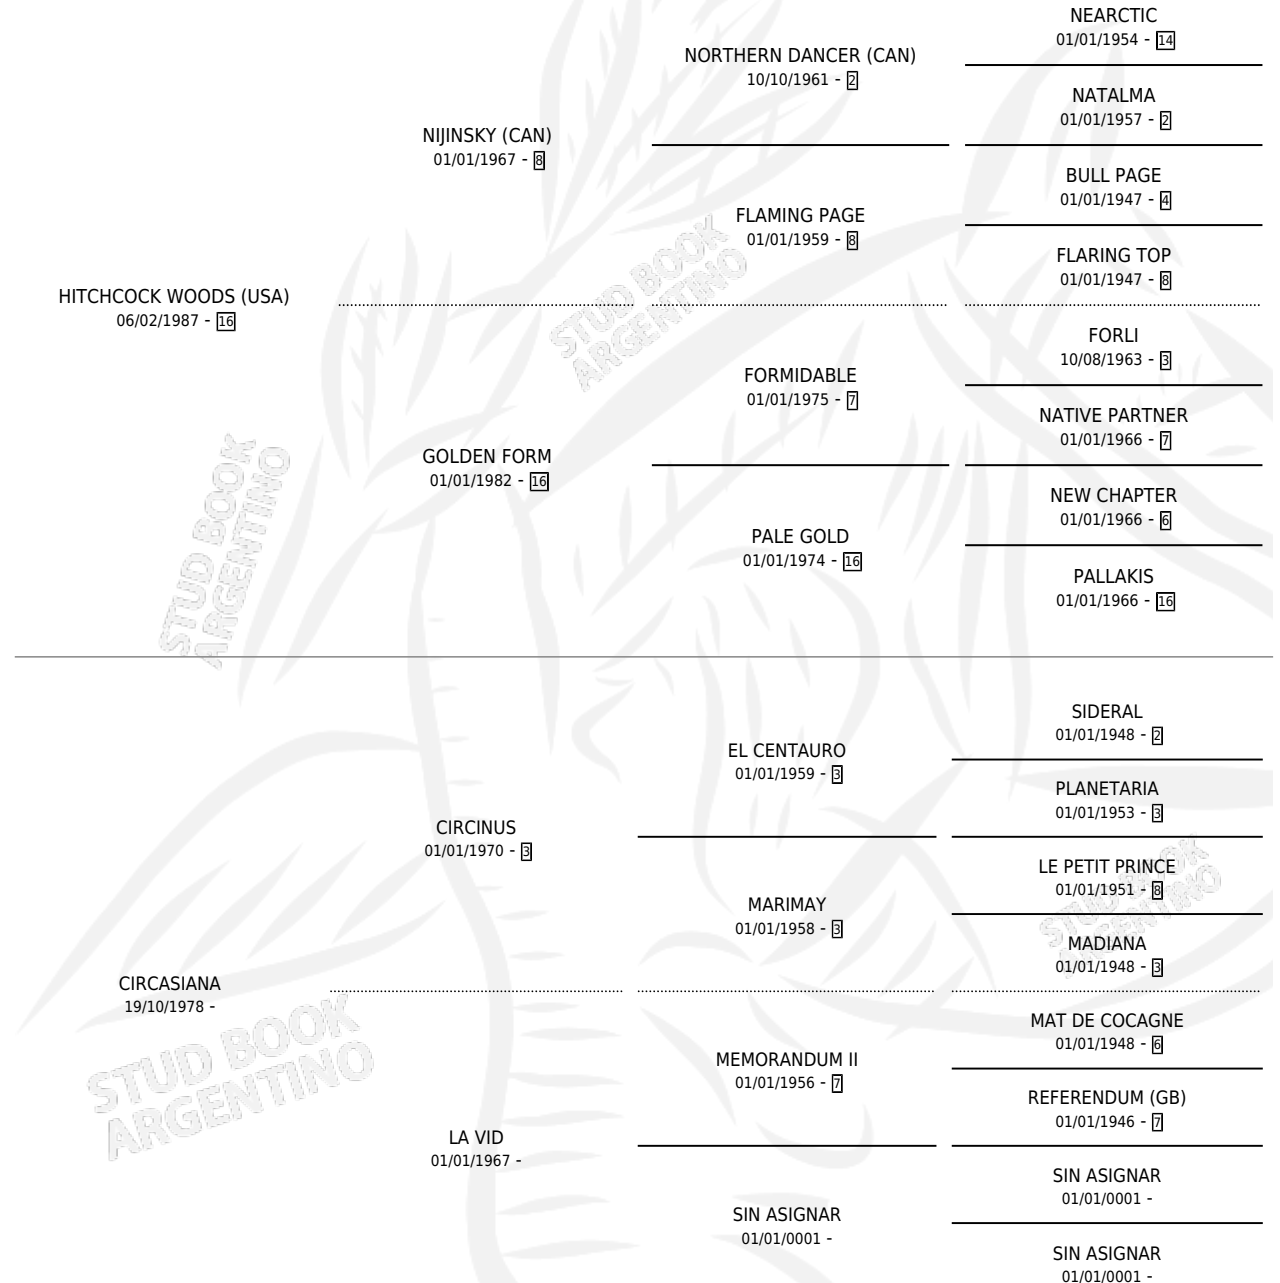 NEARCTIC
01/01/1954 - 14
NORTHERN DANCER (CAN)
10/10/1961 - 2
NATALMA
01/01/1957 - 2
NIJINSKY (CAN)
01/01/1967 - 8
BULL PAGE
01/01/1947 - 4
FLAMING PAGE
01/01/1959 - 8
FLARING TOP
01/01/1947 - 8
HITCHCOCK WOODS (USA)
06/02/1987 - 16
FORLI
10/08/1963 - 3
FORMIDABLE
01/01/1975 - 7
NATIVE PARTNER
01/01/1966 - 7
GOLDEN FORM
01/01/1982 - 16
NEW CHAPTER
01/01/1966 - 6
PALE GOLD
01/01/1974 - 16
PALLAKIS
01/01/1966 - 16
STUD BOOK
ARGENTINO
STUD BOOK
ARGENTINO
SIDERAL
01/01/1948 - 2
EL CENTAURO
01/01/1959 - 3
PLANETARIA
01/01/1953 - 3
CIRCINUS
01/01/1970 - 3
LE PETIT PRINCE
01/01/1951 - 8
MARIMAY
01/01/1958 - 3
MADIANA
01/01/1948 - 3
CIRCASIANA
19/10/1978 -
MAT DE COCAGNE
01/01/1948 - 6
MEMORANDUM II
01/01/1956 - 7
REFERENDUM (GB)
01/01/1946 - 7
LA VID
01/01/1967 -
SIN ASIGNAR
01/01/0001 -
SIN ASIGNAR
01/01/0001 -
SIN ASIGNAR
01/01/0001 -
STUD BOOK
ARGENTINO
STUD BOOK
ARGENTINO